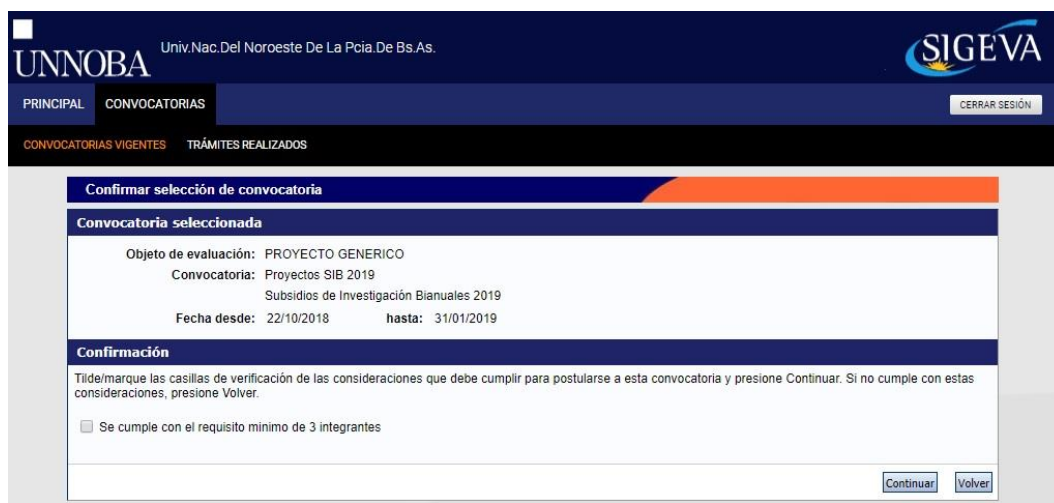 UNNOBA
Univ.Nac.Del Noroeste De La Pcia.De Bs.As.
SIGEVA
PRINCIPAL CONVOCATORIAS
CERRAR SESIÓN
CONVOCATORIAS VIGENTES TRÁMITES REALIZADOS
Confirmar selección de convocatoria
Convocatoria seleccionada
Objeto de evaluación: PROYECTO GENERICO
Convocatoria: Proyectos SIB 2019
Subsidios de Investigación Bianuales 2019
Fecha desde: 22/10/2018 hasta: 31/01/2019
Confirmación
Tilde/marque las casillas de verificación de las consideraciones que debe cumplir para postularse a esta convocatoria y presione Continuar. Si no cumple con estas
consideraciones, presione Volver.
Se cumple con el requisito minimo de 3 integrantes
Continuar Volver